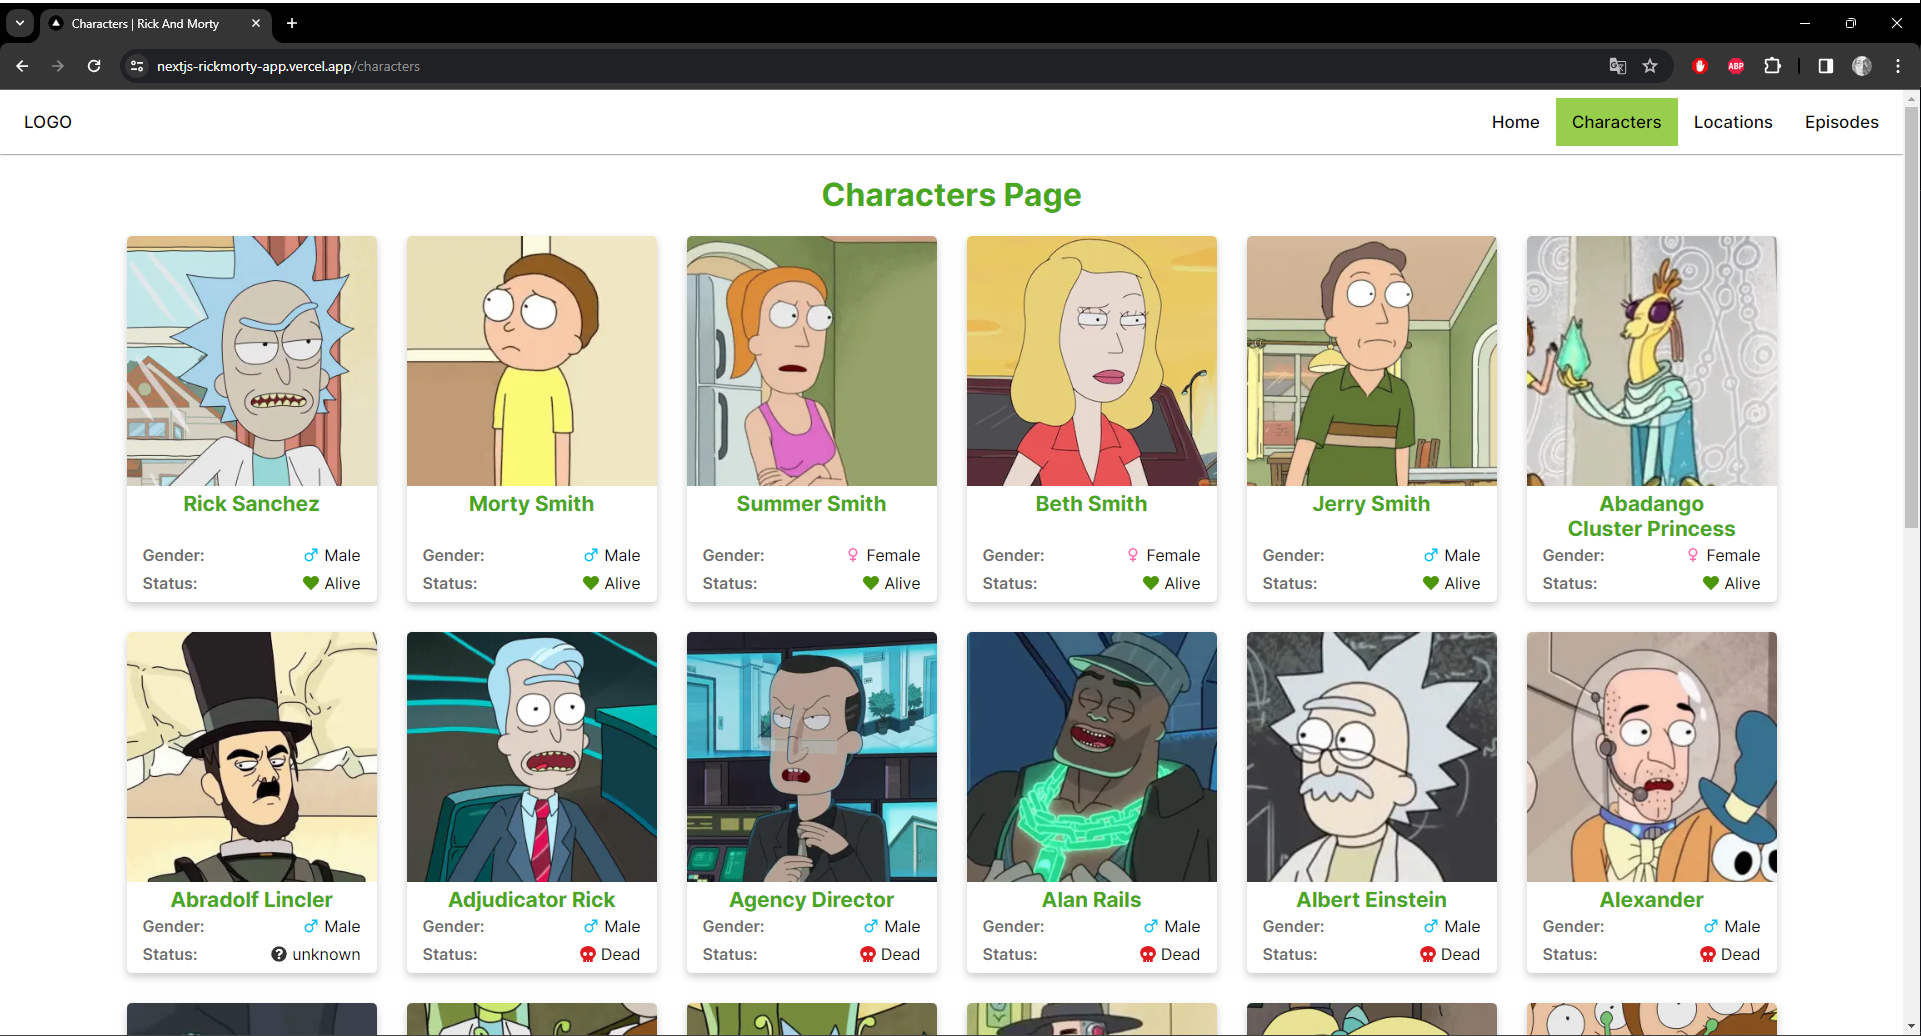 Characters | Rick And Morty
nextjs-rickmorty-app.vercel.app/characters
ABP
LOGO
Home
Characters
Locations
Episodes
Characters Page
Rick Sanchez
Gender: Male
Status: Alive
Morty Smith
Gender: Male
Status: Alive
Summer Smith
Gender: Female
Status: Alive
Beth Smith
Gender: Female
Status: Alive
Jerry Smith
Gender: Male
Status: Alive
Abadango
Cluster Princess
Gender: Female
Status: Alive
Abradolf Lincler
Gender: Male
Status: unknown
Adjudicator Rick
Gender: Male
Status: Dead
Agency Director
Gender: Male
Status: Dead
Alan Rails
Gender: Male
Status: Dead
Albert Einstein
Gender: Male
Status: Dead
Alexander
Gender: Male
Status: Dead